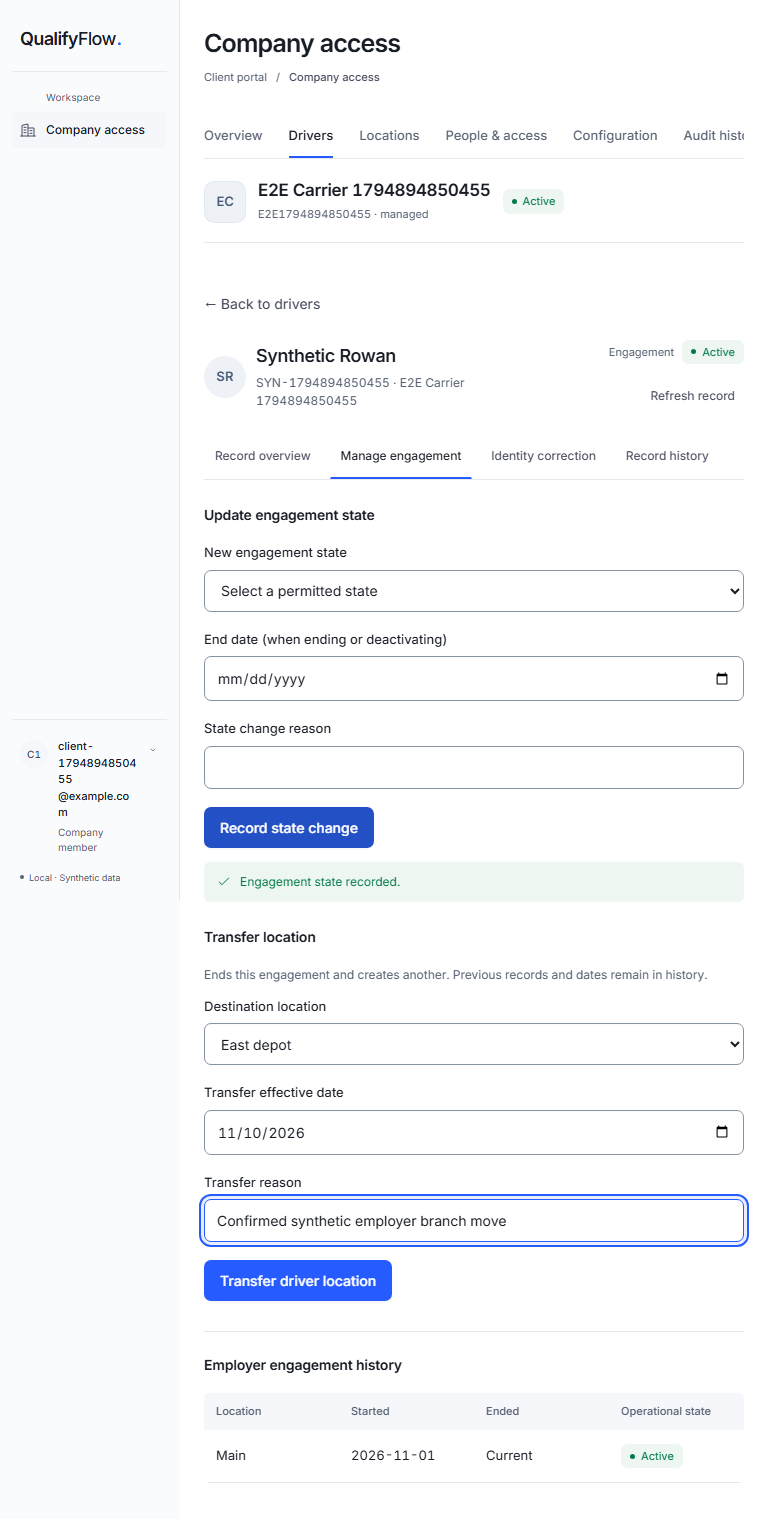 QualifyFlow.
Workspace
Company access
client-
17948948504
55
@example.co
m
C1
Company
member
Local · Synthetic data
Company access
Client portal / Company access
Overview Drivers Locations People & access Configuration Audit histo
EC
E2E Carrier 1794894850455
Active
E2E1794894850455 · managed
← Back to drivers
SR
Synthetic Rowan
SYN-1794894850455 · E2E Carrier
1794894850455
Engagement Active
Refresh record
Record overview Manage engagement Identity correction Record history
Update engagement state
New engagement state
Select a permitted state
End date (when ending or deactivating)
mm/dd/yyyy
State change reason
Record state change
Engagement state recorded.
Transfer location
Ends this engagement and creates another. Previous records and dates remain in history.
Destination location
East depot
Transfer effective date
11/10/2026
Transfer reason
Confirmed synthetic employer branch move
Transfer driver location
Employer engagement history
Location Started Ended Operational state
Main 2026-11-01 Current Active